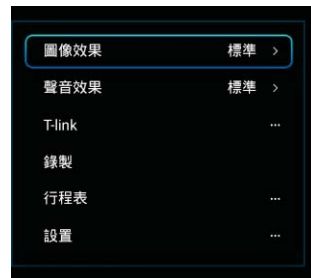 圖像效果 標準 >
聲音效果 標準 >
T-link ...
錄製
行程表 ...
設置 ...